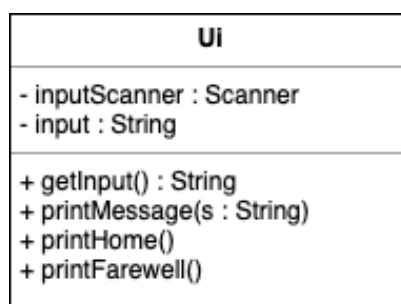 Ui
- inputScanner : Scanner
- input : String
+ getInput() : String
+ printMessage(s : String)
+ printHome()
+ printFarewell()